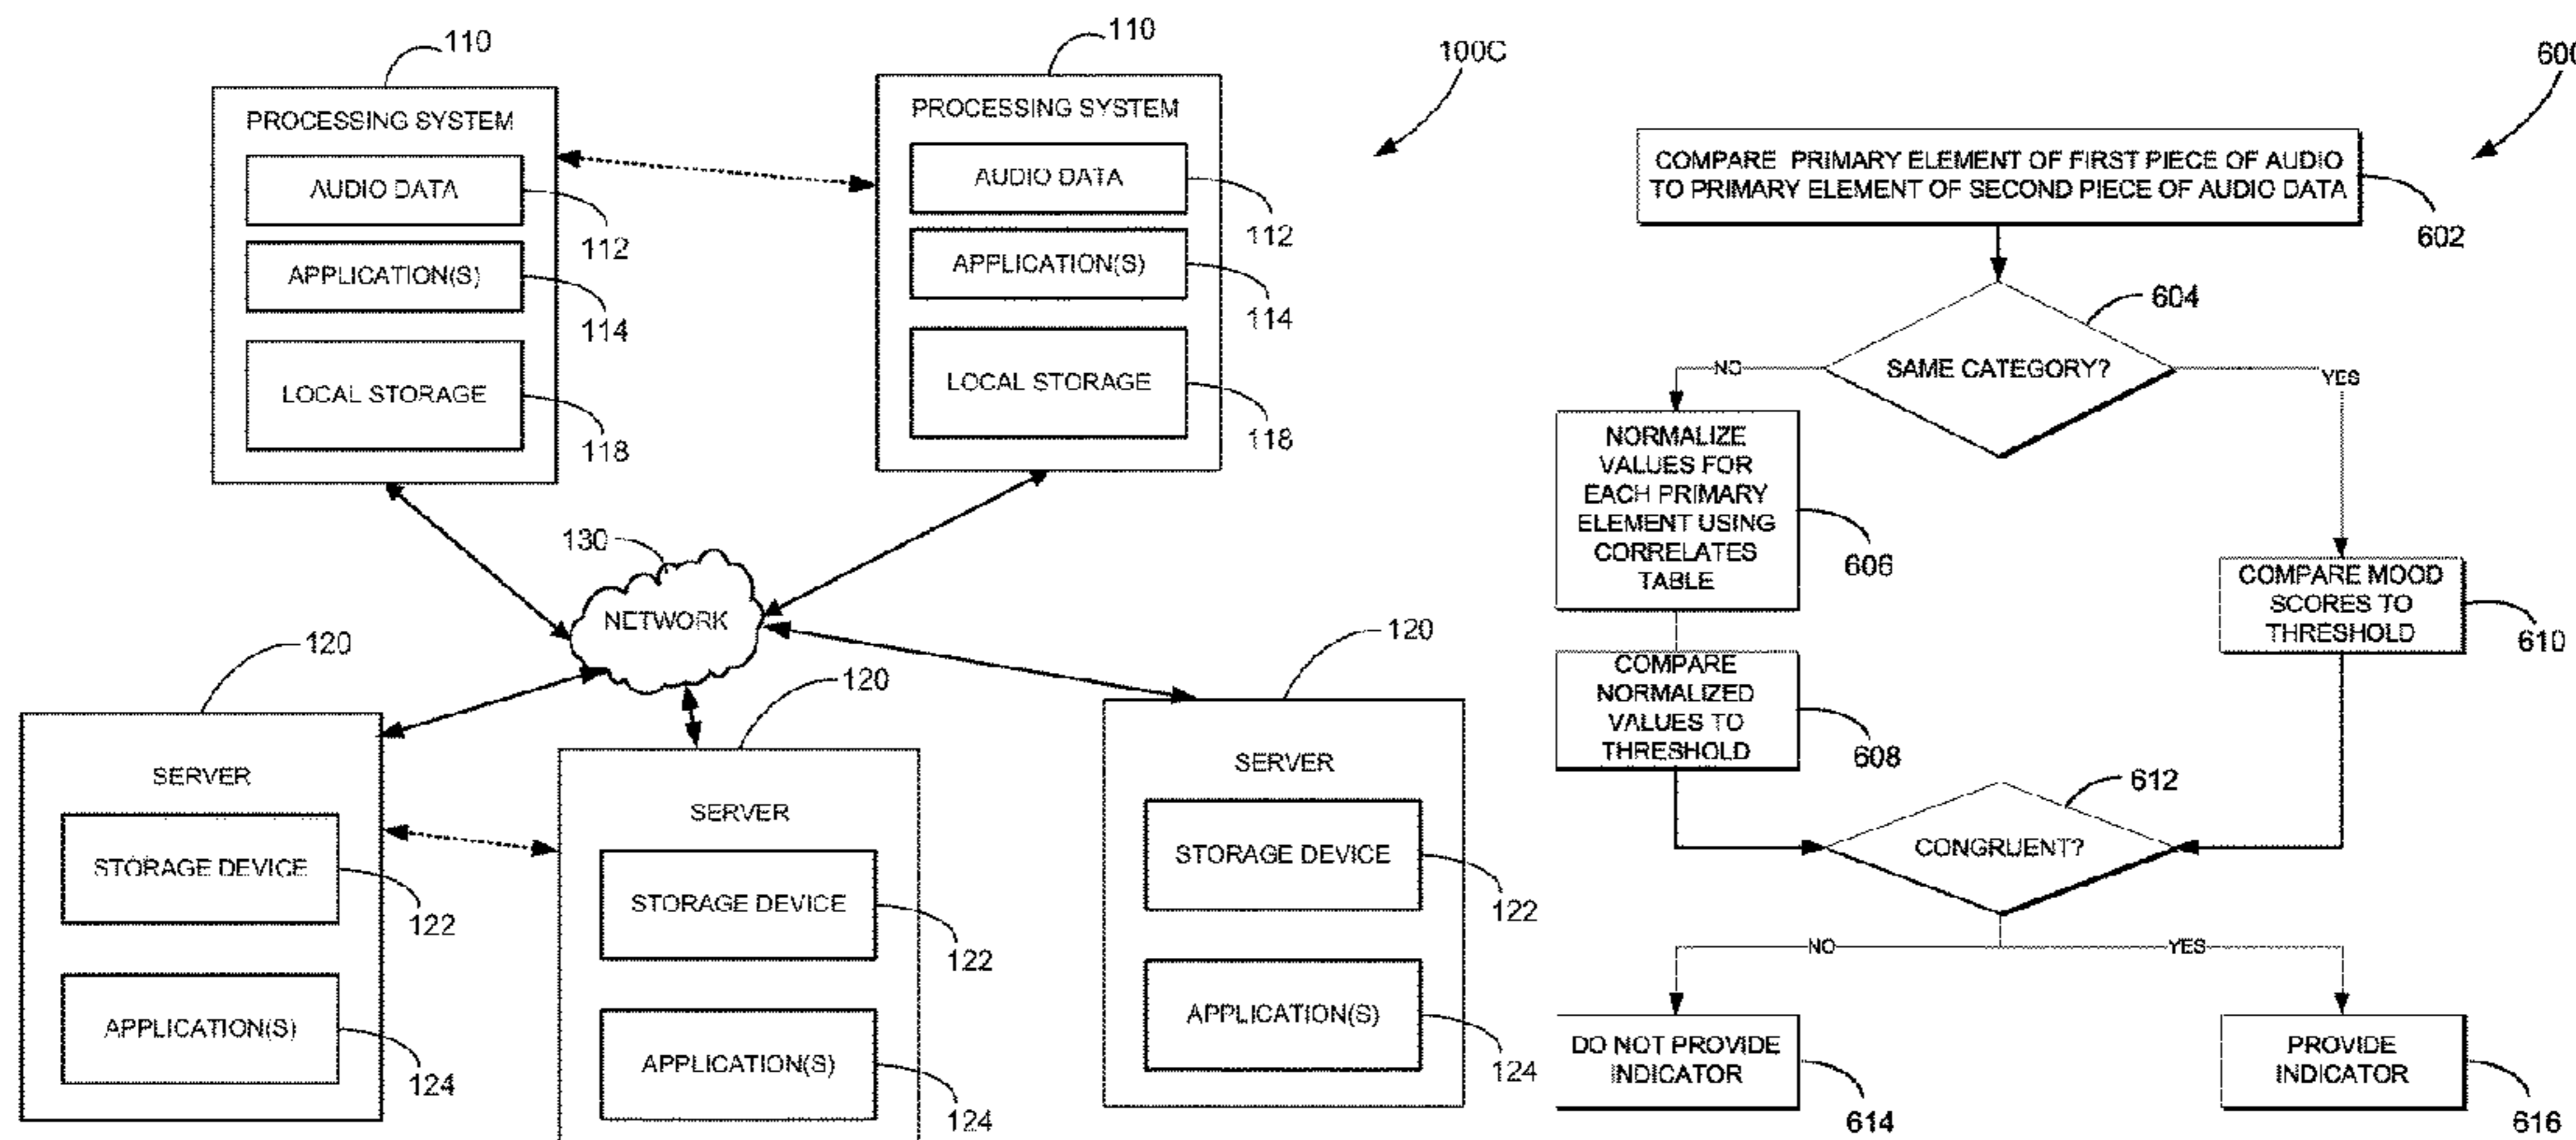 110
PROCESSING SYSTEM
AUDIO DATA
112
APPLICATION(S)
114
LOCAL STORAGE
118
110
PROCESSING SYSTEM
AUDIO DATA
112
APPLICATION(S)
114
LOCAL STORAGE
118
100C
130
NETWORK
120
SERVER
STORAGE DEVICE
122
APPLICATION(S)
124
120
SERVER
STORAGE DEVICE
122
APPLICATION(S)
124
120
SERVER
STORAGE DEVICE
122
APPLICATION(S)
124
600
COMPARE PRIMARY ELEMENT OF FIRST PIECE OF AUDIO
TO PRIMARY ELEMENT OF SECOND PIECE OF AUDIO DATA
602
604
SAME CATEGORY?
NO
YES
NORMALIZE
VALUES FOR
EACH PRIMARY
ELEMENT USING
CORRELATES
TABLE
606
COMPARE
NORMALIZED
VALUES TO
THRESHOLD
608
COMPARE MOOD
SCORES TO
THRESHOLD
610
612
CONGRUENT?
NO
YES
DO NOT PROVIDE
INDICATOR
614
PROVIDE
INDICATOR
616